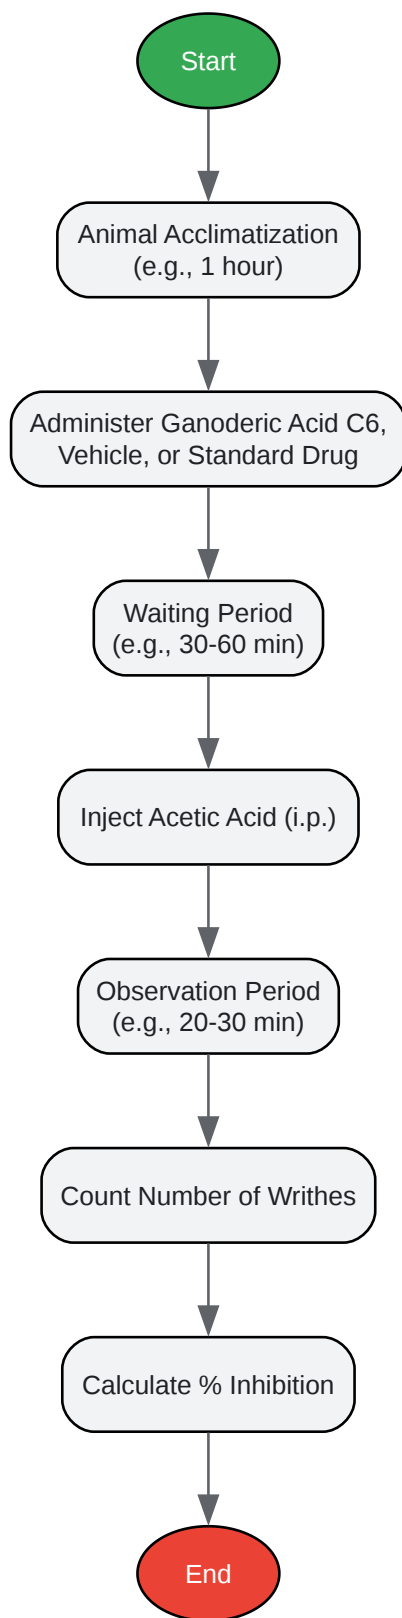 Start
Animal Acclimatization
(e.g., 1 hour)
Administer Ganoderic Acid C6,
Vehicle, or Standard Drug
Waiting Period
(e.g., 30-60 min)
Inject Acetic Acid (i.p.)
Observation Period
(e.g., 20-30 min)
Count Number of Writhes
Calculate % Inhibition
End